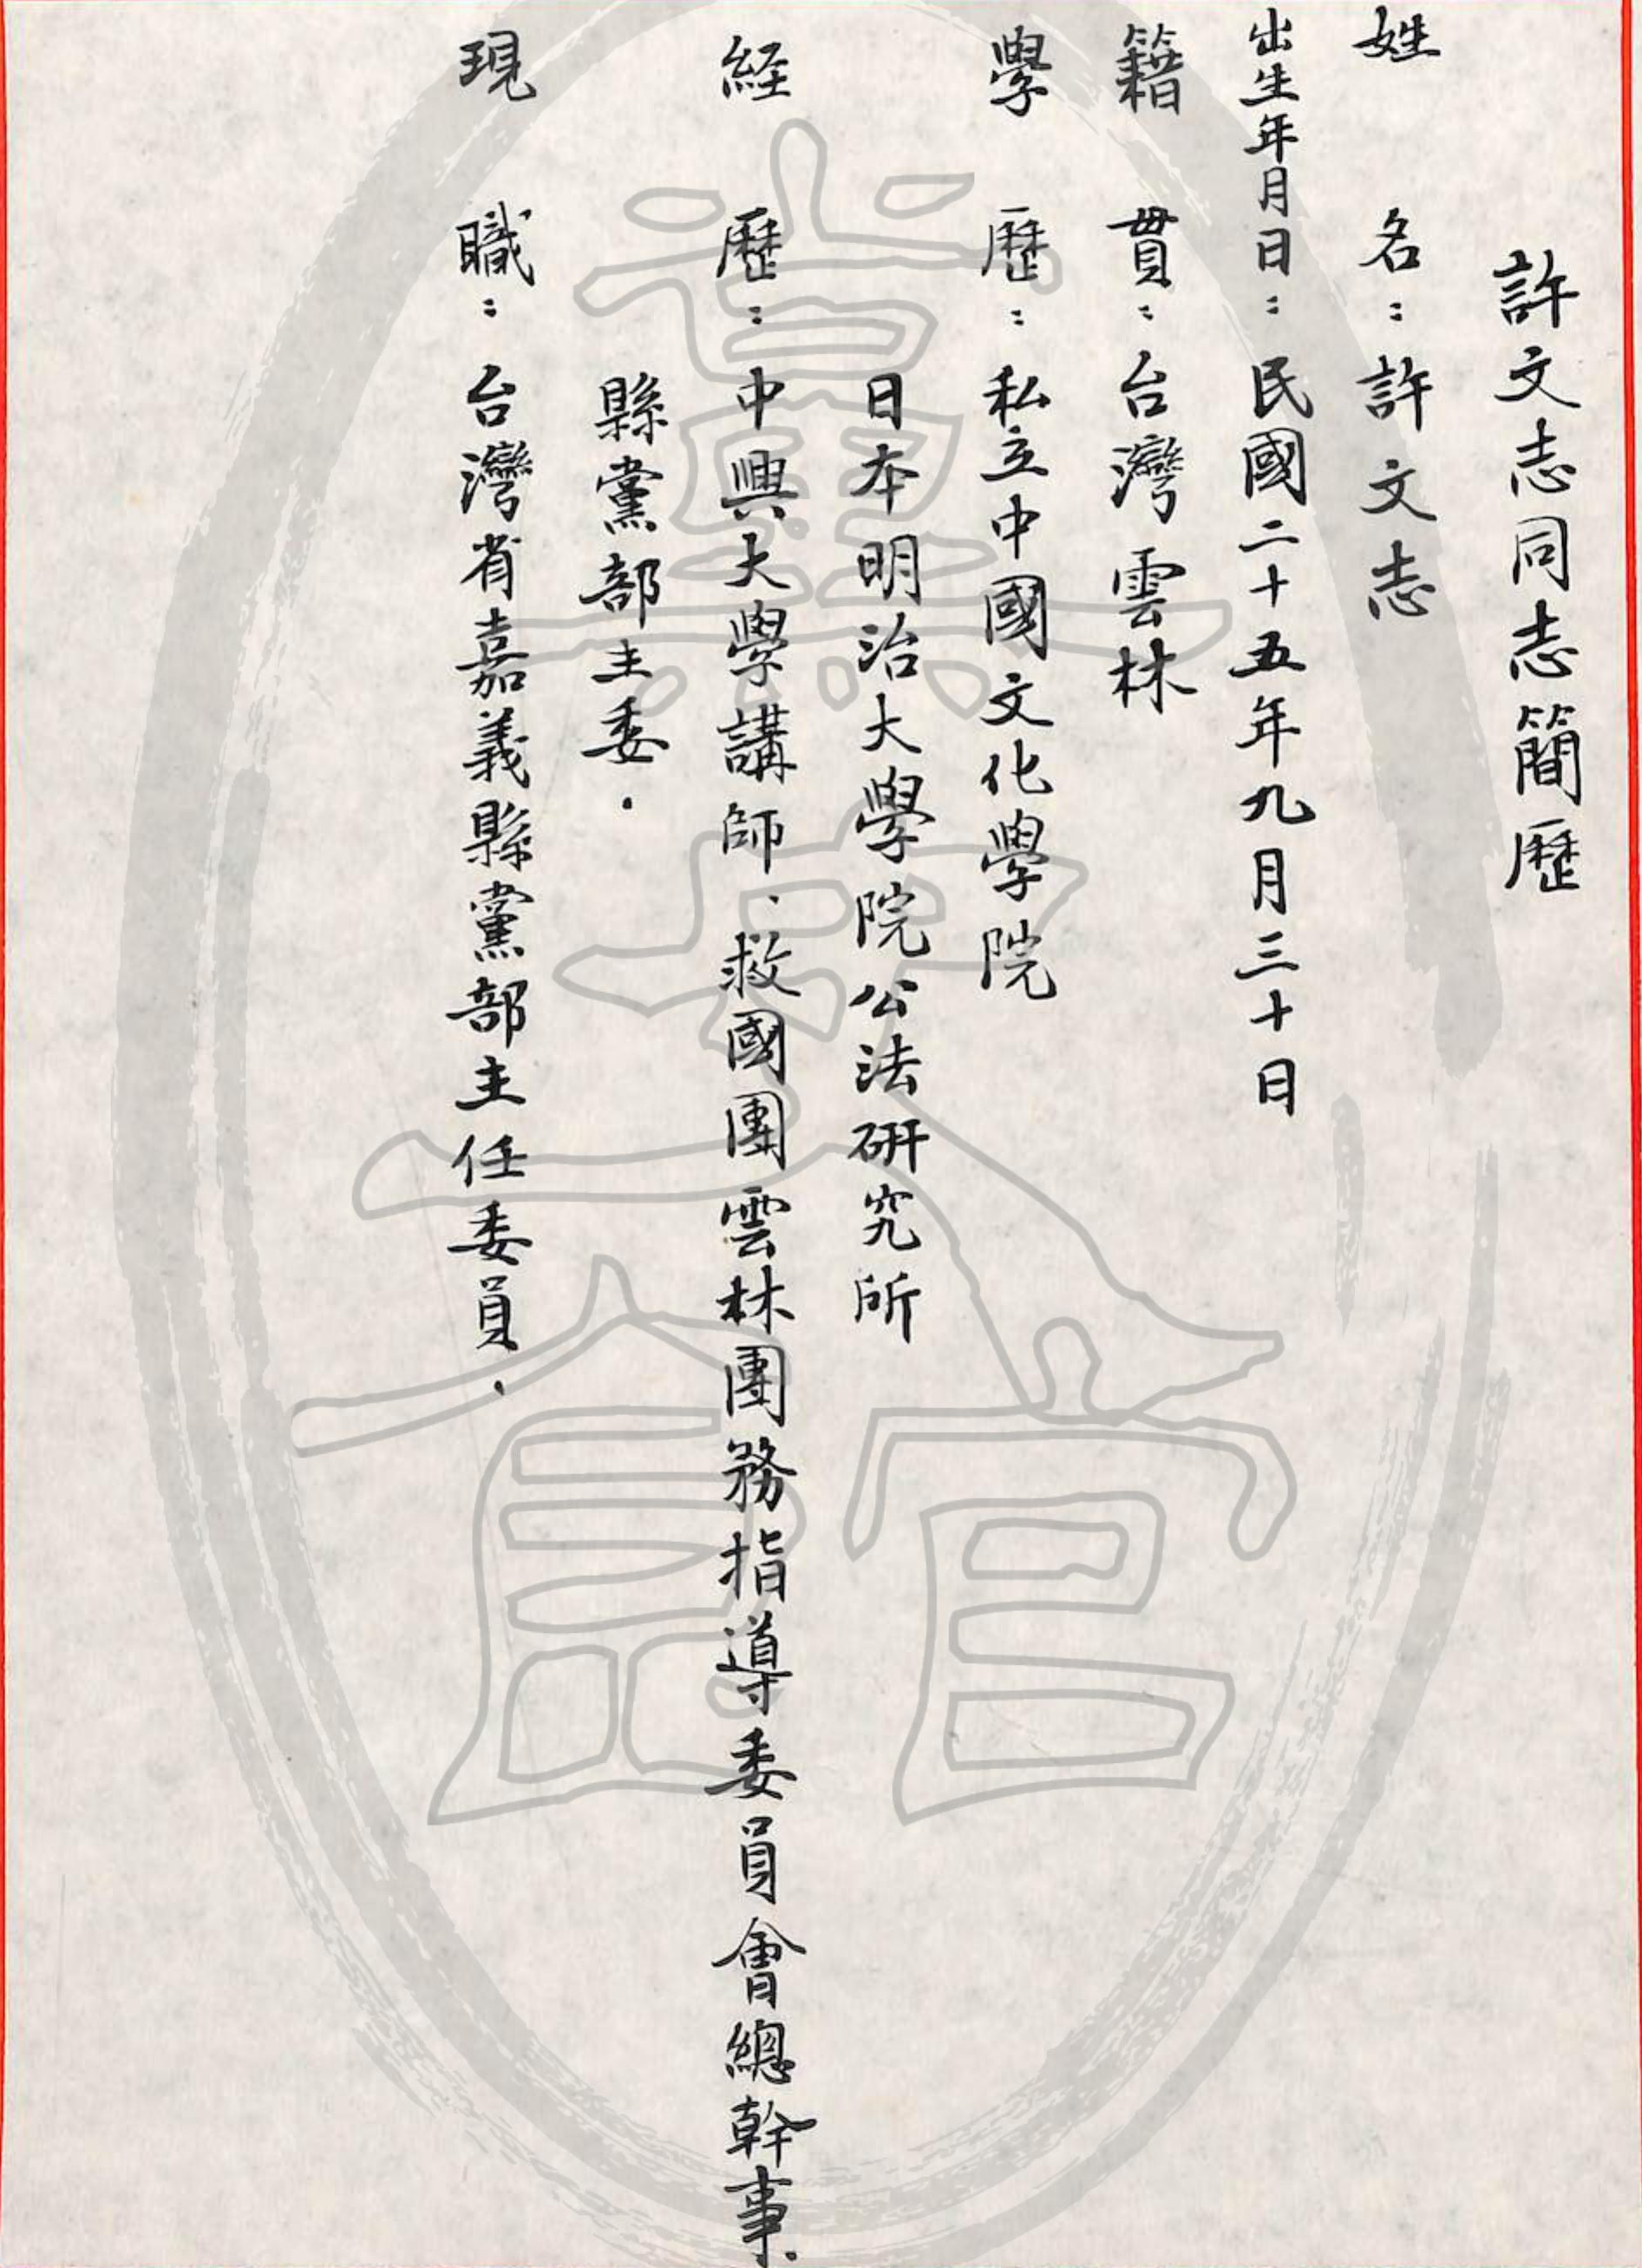 許文志同志簡歷
姓名：許文志
出生年月日：民國二十五年九月三十日
籍貫：台灣雲林
學歷：私立中國文化學院
日本明治大學院公法研究所
経歷：中興大學講師、救國團雲林團務指導委員會總幹事.
縣黨部主委.
現職：台灣省嘉義縣黨部主任委員.